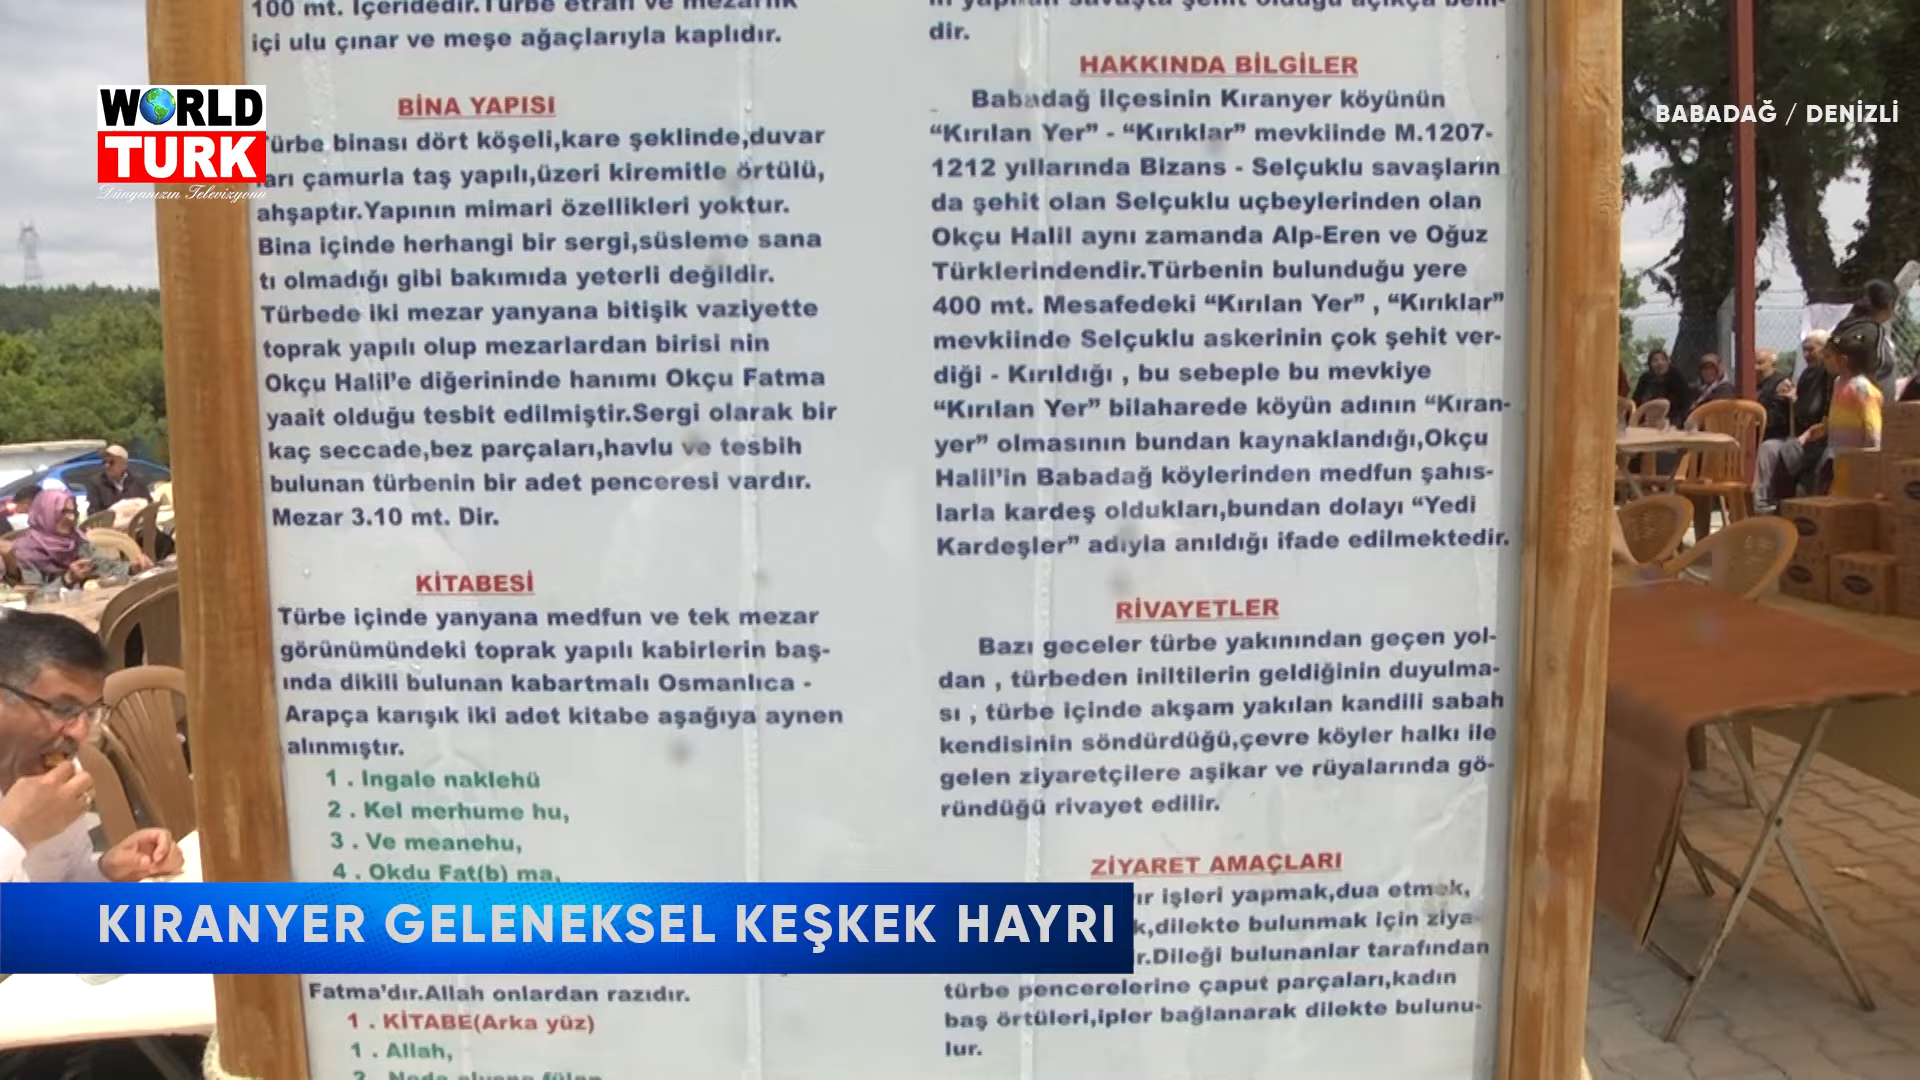 WORLD
TURK
Dünyanızın Televizyonu
BABADAĞ / DENİZLİ
100 mt. İçeridedir.Türbe etrafı ve mezarlık
içi ulu çınar ve meşe ağaçlarıyla kaplıdır.
BİNA YAPISI
Türbe binası dört köşeli,kare şeklinde,duvar
ları çamurla taş yapılı,üzeri kiremitle örtülü,
ahşaptır.Yapının mimari özellikleri yoktur.
Bina içinde herhangi bir sergi,süsleme sana
tı olmadığı gibi bakımıda yeterli değildir.
Türbede iki mezar yanyana bitişik vaziyette
toprak yapılı olup mezarlardan birisi nin
Okçu Halil'e diğerininde hanımı Okçu Fatma
yaait olduğu tesbit edilmiştir.Sergi olarak bir
kaç seccade,bez parçaları,havlu ve tesbih
bulunan türbenin bir adet penceresi vardır.
Mezar 3.10 mt. Dir.
KİTABESİ
Türbe içinde yanyana medfun ve tek mezar
görünümündeki toprak yapılı kabirlerin baş-
ında dikili bulunan kabartmalı Osmanlıca -
Arapça karışık iki adet kitabe aşağıya aynen
alınmıştır.
1 . Ingale naklehü
2 . Kel merhume hu,
3 . Ve meanehu,
4 . Okdu Fat(b) ma,
Fatma'dır.Allah onlardan razıdır.
1 . KİTABE(Arka yüz)
1 . Allah,
dir.
HAKKINDA BİLGİLER
Babadağ ilçesinin Kıranyer köyünün
“Kırılan Yer” - “Kırıklar” mevkiinde M.1207-
1212 yıllarında Bizans - Selçuklu savaşların
da şehit olan Selçuklu uçbeylerinden olan
Okçu Halil aynı zamanda Alp-Eren ve Oğuz
Türklerindendir.Türbenin bulunduğu yere
400 mt. Mesafedeki “Kırılan Yer” , “Kırıklar”
mevkiinde Selçuklu askerinin çok şehit ver-
diği - Kırıldığı , bu sebeple bu mevkiye
“Kırılan Yer” bilaharede köyün adının “Kıran-
yer” olmasının bundan kaynaklandığı,Okçu
Halil'in Babadağ köylerinden medfun şahıs-
larla kardeş oldukları,bundan dolayı “Yedi
Kardeşler” adıyla anıldığı ifade edilmektedir.
RİVAYETLER
Bazı geceler türbe yakınından geçen yol-
dan , türbeden iniltilerin geldiğinin duyulma-
sı , türbe içinde akşam yakılan kandili sabah
kendisinin söndürdüğü,çevre köyler halkı ile
gelen ziyaretçilere aşikar ve rüyalarında gö-
ründüğü rivayet edilir.
ZİYARET AMAÇLARI
işleri yapmak,dua etmek,
dilekte bulunmak için ziya-
Dileği bulunanlar tarafından
türbe pencerelerine çaput parçaları,kadın
baş örtüleri,ipler bağlanarak dilekte bulunu-
lur.
KIRANYER GELENEKSEL KEŞKEK HAYRI